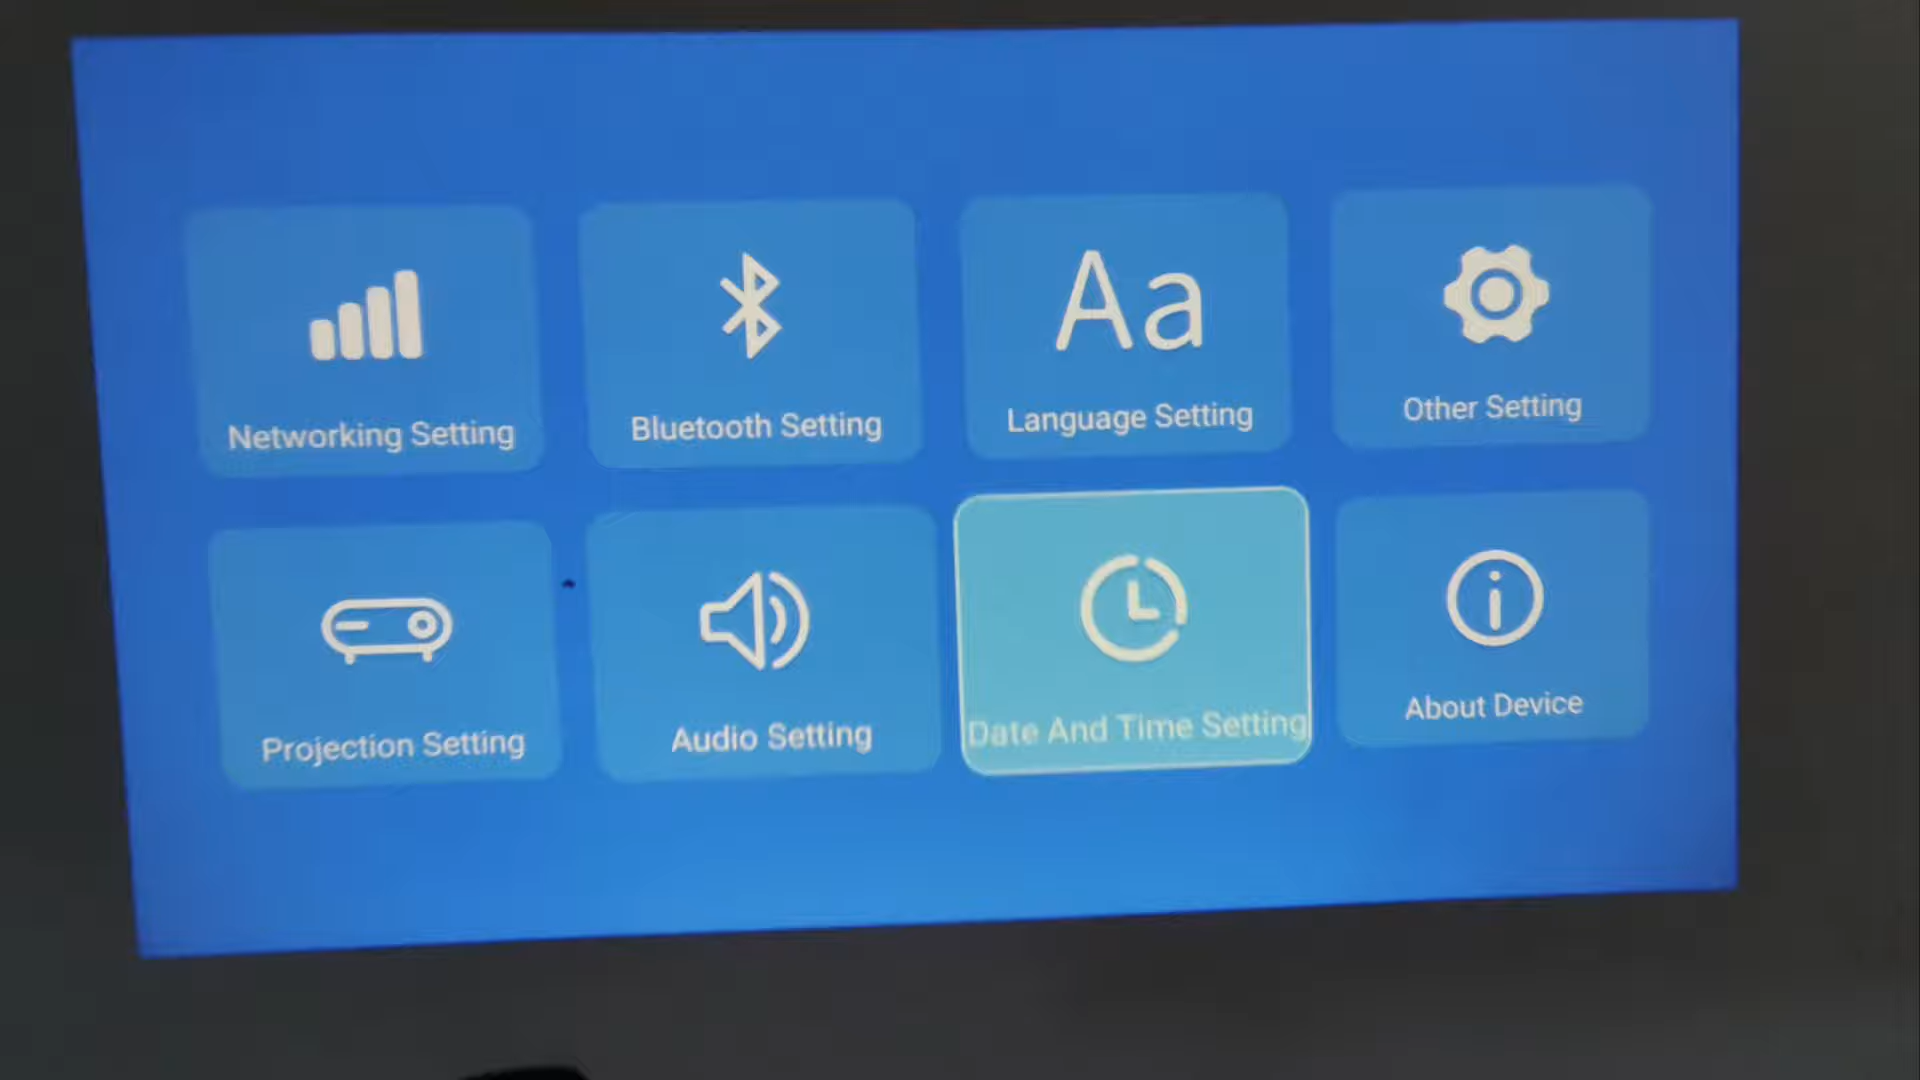 Networking Setting
Bluetooth Setting
Aa
Language Setting
Other Setting
Projection Setting
Audio Setting
Date And Time Setting
About Device